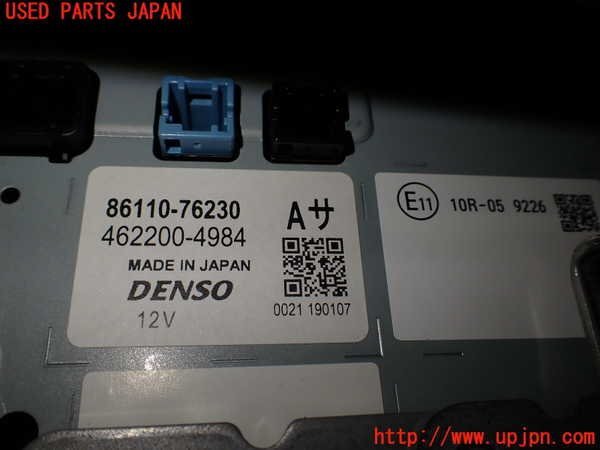 USED PARTS JAPAN
86110-76230
Aサ
462200-4984
MADE IN JAPAN
DENSO
12V
0021 190107
E11 10R-05 9226
http://www.upjpn.com/